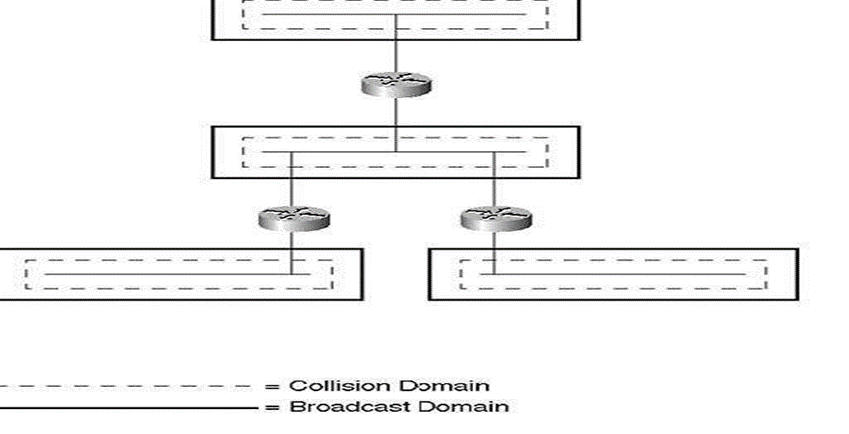 = Collision Domain
= Broadcast Domain